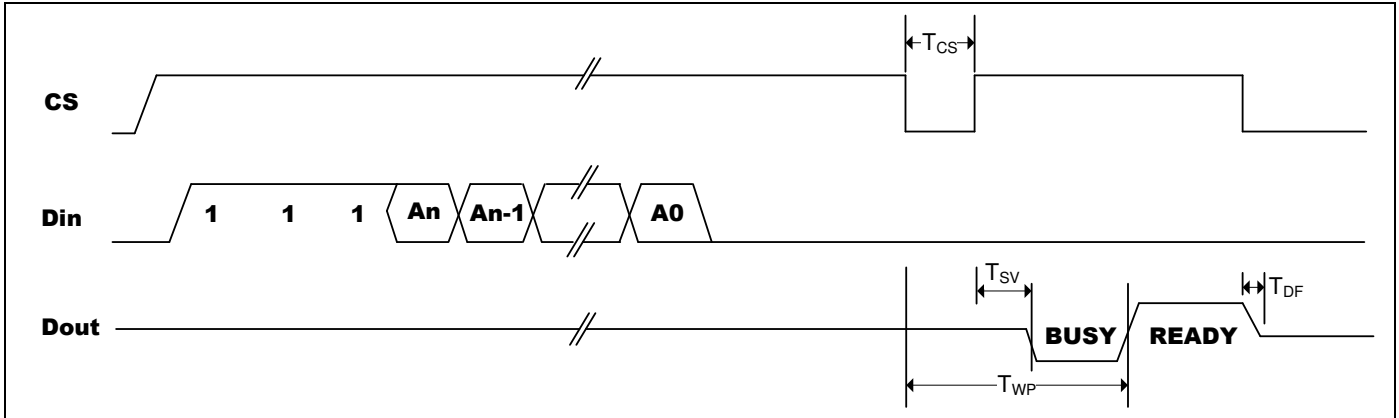 TCS
CS
Din 1 1 1 An An-1 A0
TSV
TDF
Dout BUSY READY
TWP